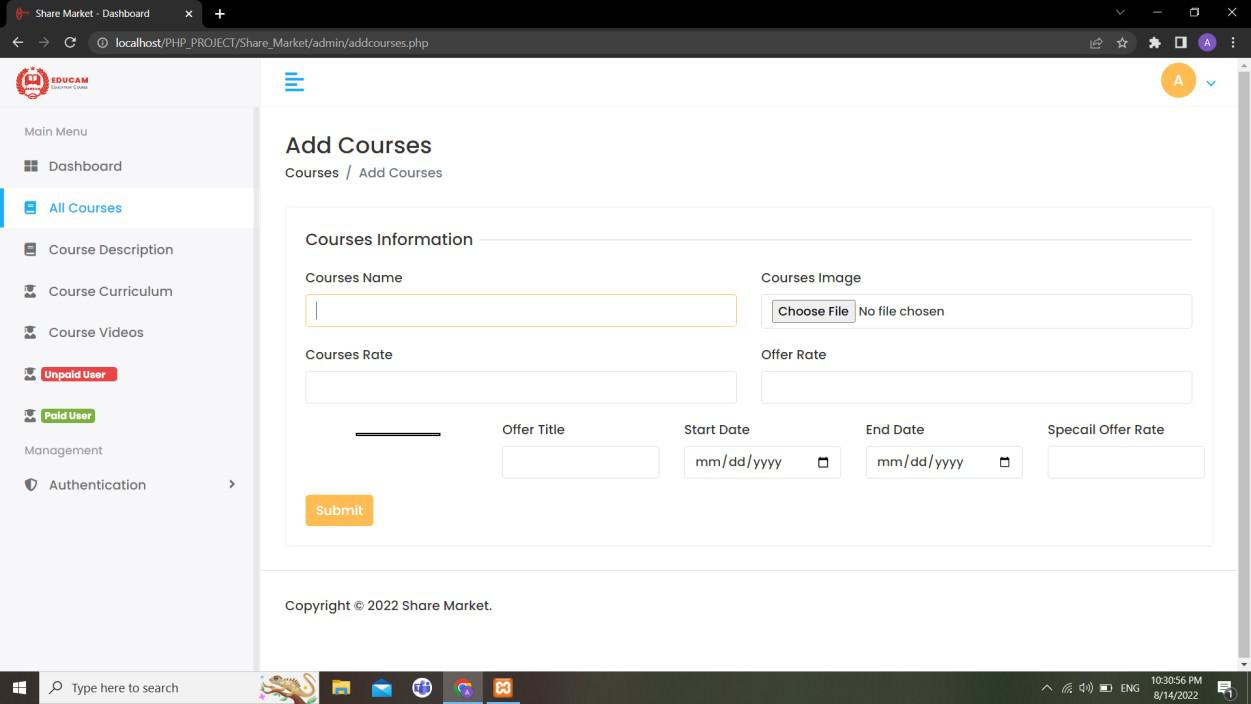 Share Market - Dashboard
localhost/PHP_PROJECT/Share_Market/admin/addcourses.php
A
EDUCAM
A
Main Menu
Dashboard
All Courses
Course Description
Course Curriculum
Course Videos
Unpaid User
Paid User
Management
Authentication
Add Courses
Courses / Add Courses
Courses Information
Courses Name
Courses Image
Choose File No file chosen
Courses Rate
Offer Rate
Offer Title
Start Date
End Date
Specail Offer Rate
mm/dd/yyyy
mm/dd/yyyy
Submit
Copyright © 2022 Share Market.
Type here to search
ENG
10:30:56 PM
8/14/2022
1